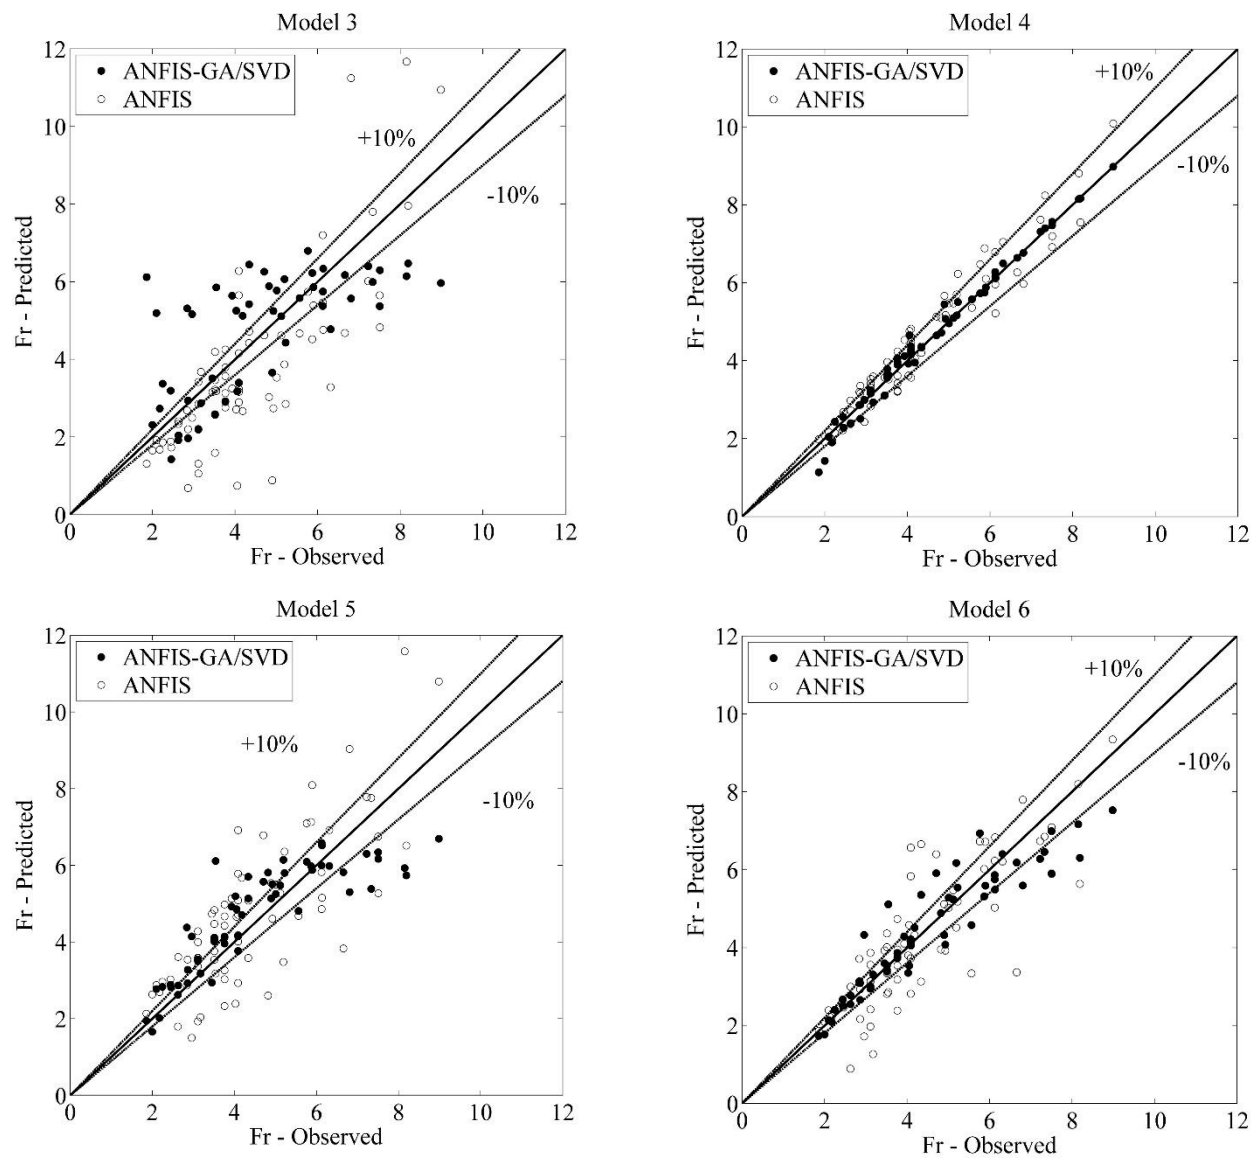 Model 3
12
10
8
6
4
2
0
0 2 4 6 8 10 12
Fr - Predicted
Fr - Observed
ANFIS-GA/SVD
ANFIS
+10%
-10%
Model 4
12
10
8
6
4
2
0
0 2 4 6 8 10 12
Fr - Predicted
Fr - Observed
ANFIS-GA/SVD
ANFIS
+10%
-10%
Model 5
12
10
8
6
4
2
0
0 2 4 6 8 10 12
Fr - Predicted
Fr - Observed
ANFIS-GA/SVD
ANFIS
+10%
-10%
Model 6
12
10
8
6
4
2
0
0 2 4 6 8 10 12
Fr - Predicted
Fr - Observed
ANFIS-GA/SVD
ANFIS
+10%
-10%